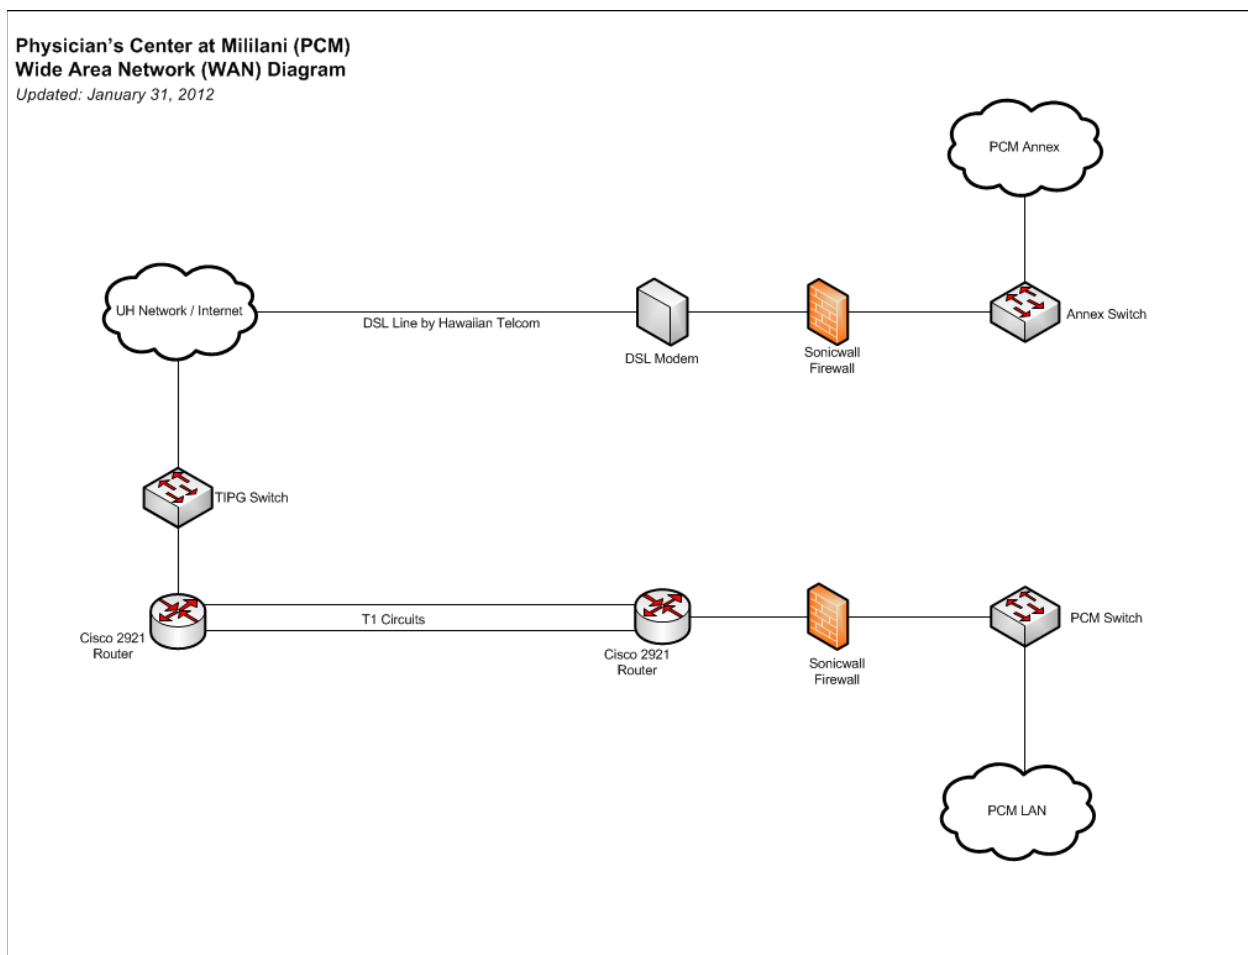 Physician's Center at Mililani (PCM)
Wide Area Network (WAN) Diagram
Updated: January 31, 2012
PCM Annex
UH Network / Internet
DSL Line by Hawaiian Telcom
DSL Modem
Sonicwall
Firewall
Annex Switch
TIPG Switch
Cisco 2921
Router
T1 Circuits
Cisco 2921
Router
Sonicwall
Firewall
PCM Switch
PCM LAN